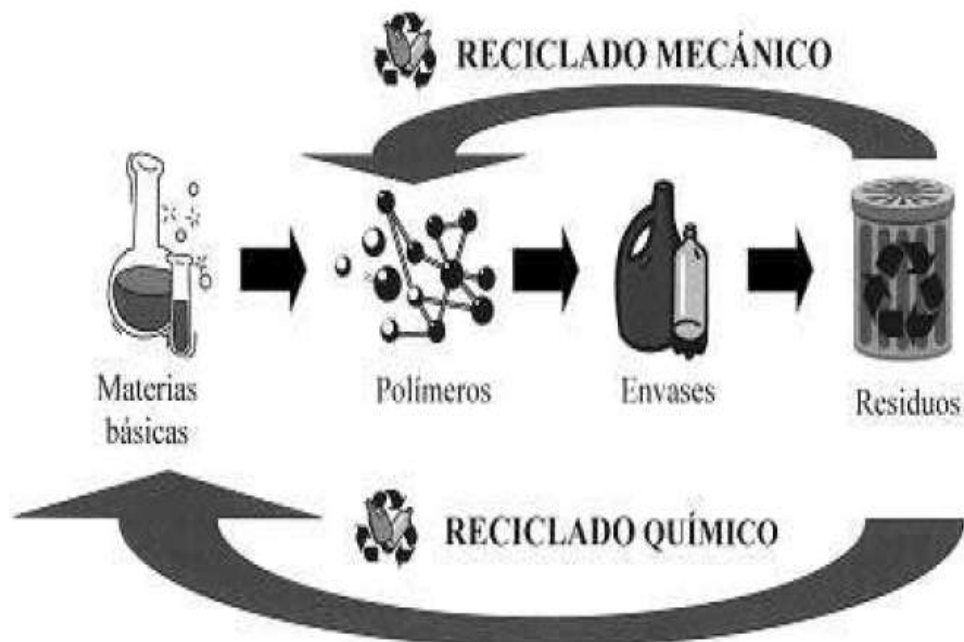 RECICLADO MECÁNICO
Materias
básicas
Polímeros
Envases
Residuos
RECICLADO QUÍMICO